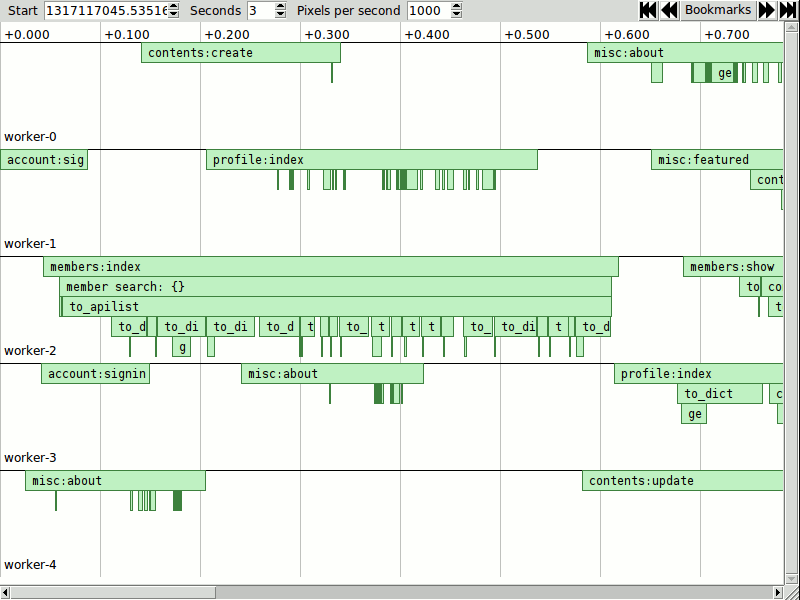 Start 1317117045.53516 Seconds 3 Pixels per second 1000 Bookmarks
+0.000 +0.100 +0.200 +0.300 +0.400 +0.500 +0.600 +0.700
contents:create misc:about
ge
worker-0
account:sig profile:index misc:featured
cont
worker-1
members:index members:show
member search: {} to co
to_apilist t
to_d to_di to_di to_d t to_ t t t to_ to_di t to_d
g
worker-2
account:signin misc:about profile:index
to_dict c
ge
worker-3
misc:about contents:update
worker-4